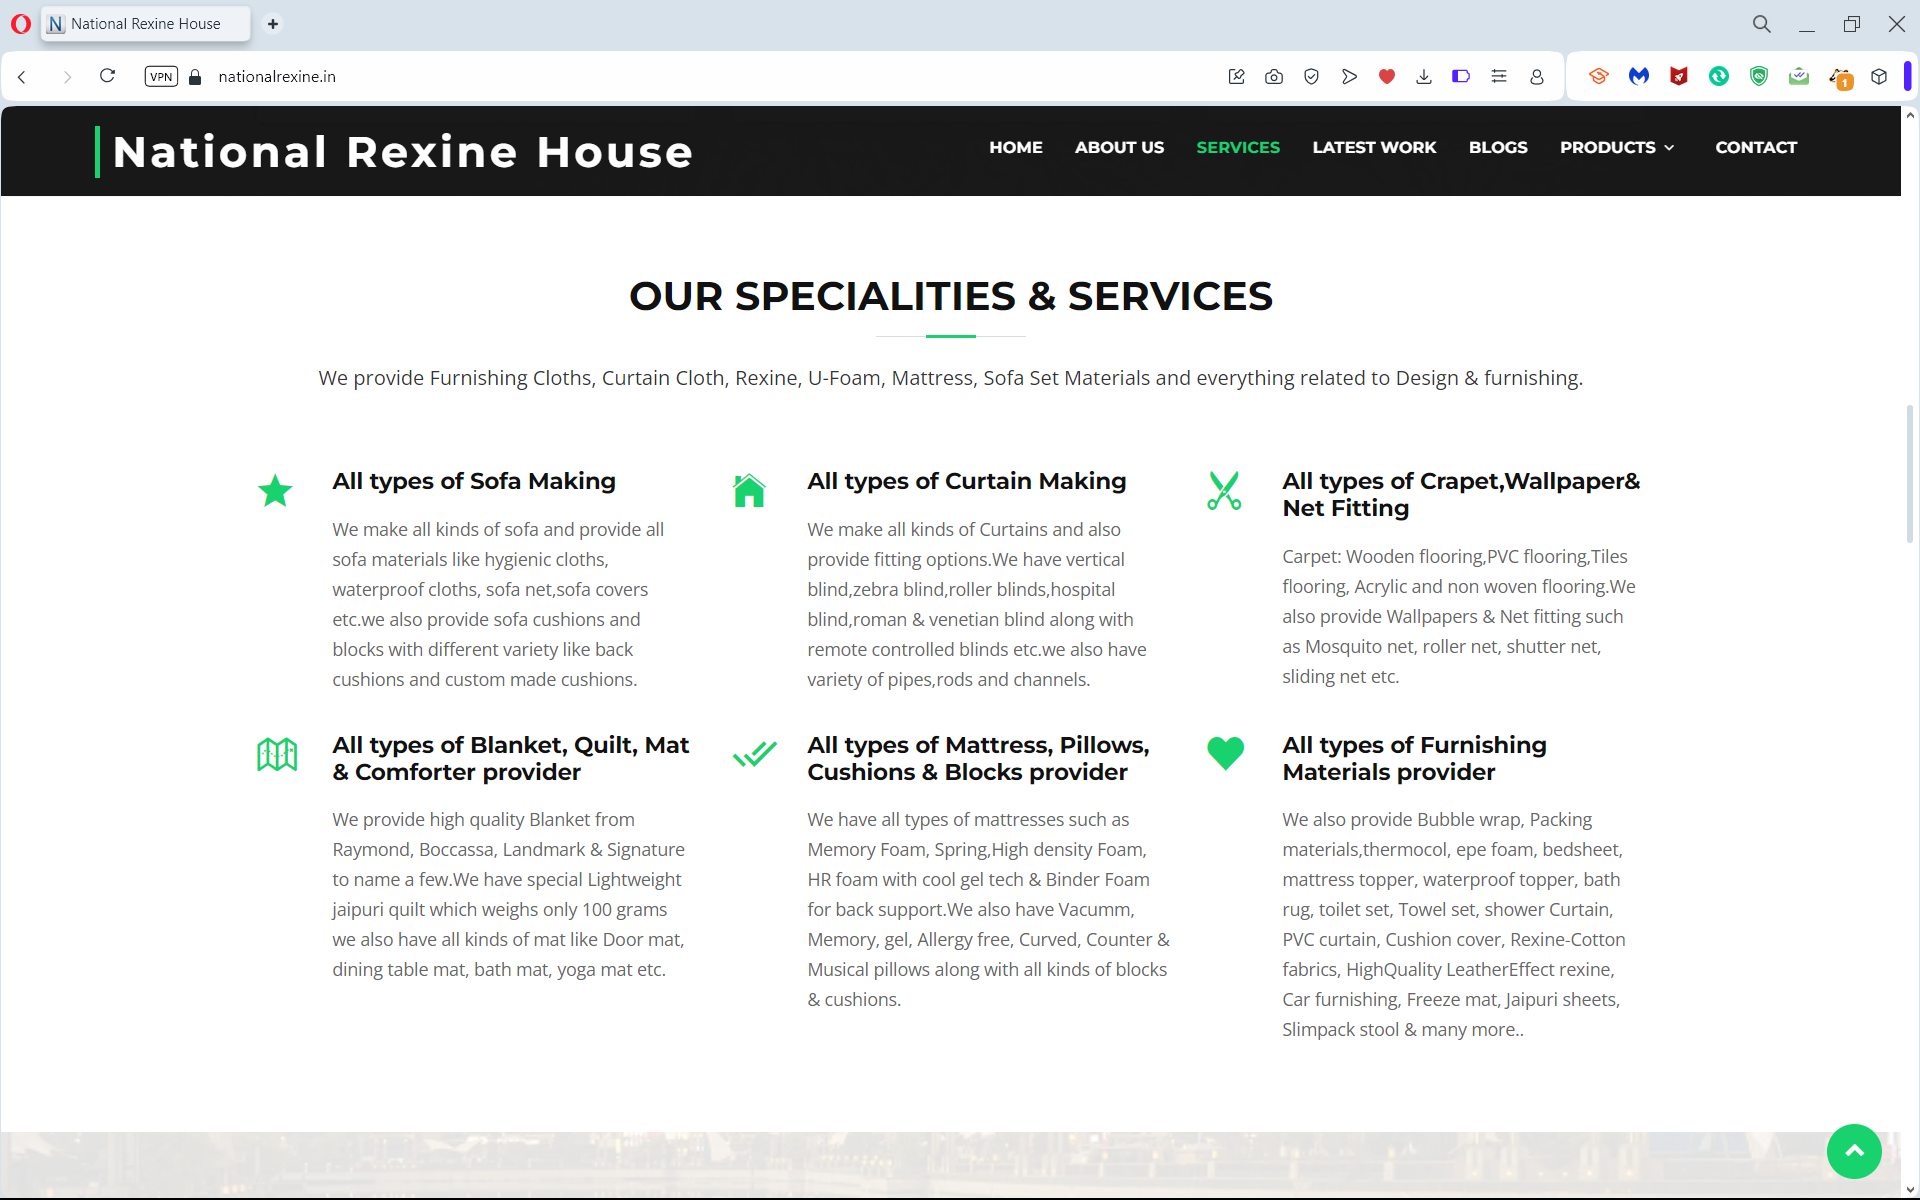 National Rexine House
VPN
nationalrexine.in
1
National Rexine House
HOME
ABOUT US
SERVICES
LATEST WORK
BLOGS
PRODUCTS
CONTACT
OUR SPECIALITIES & SERVICES
We provide Furnishing Cloths, Curtain Cloth, Rexine, U-Foam, Mattress, Sofa Set Materials and everything related to Design & furnishing.
All types of Sofa Making
We make all kinds of sofa and provide all
sofa materials like hygienic cloths,
waterproof cloths, sofa net,sofa covers
etc.we also provide sofa cushions and
blocks with different variety like back
cushions and custom made cushions.
All types of Curtain Making
We make all kinds of Curtains and also
provide fitting options.We have vertical
blind,zebra blind,roller blinds,hospital
blind,roman & venetian blind along with
remote controlled blinds etc.we also have
variety of pipes,rods and channels.
All types of Crapet,Wallpaper&
Net Fitting
Carpet: Wooden flooring,PVC flooring,Tiles
flooring, Acrylic and non woven flooring.We
also provide Wallpapers & Net fitting such
as Mosquito net, roller net, shutter net,
sliding net etc.
All types of Blanket, Quilt, Mat
& Comforter provider
We provide high quality Blanket from
Raymond, Boccassa, Landmark & Signature
to name a few.We have special Lightweight
jaipuri quilt which weighs only 100 grams
we also have all kinds of mat like Door mat,
dining table mat, bath mat, yoga mat etc.
All types of Mattress, Pillows,
Cushions & Blocks provider
We have all types of mattresses such as
Memory Foam, Spring,High density Foam,
HR foam with cool gel tech & Binder Foam
for back support.We also have Vacumm,
Memory, gel, Allergy free, Curved, Counter &
Musical pillows along with all kinds of blocks
& cushions.
All types of Furnishing
Materials provider
We also provide Bubble wrap, Packing
materials,thermocol, epe foam, bedsheet,
mattress topper, waterproof topper, bath
rug, toilet set, Towel set, shower Curtain,
PVC curtain, Cushion cover, Rexine-Cotton
fabrics, HighQuality LeatherEffect rexine,
Car furnishing, Freeze mat, Jaipuri sheets,
Slimpack stool & many more..